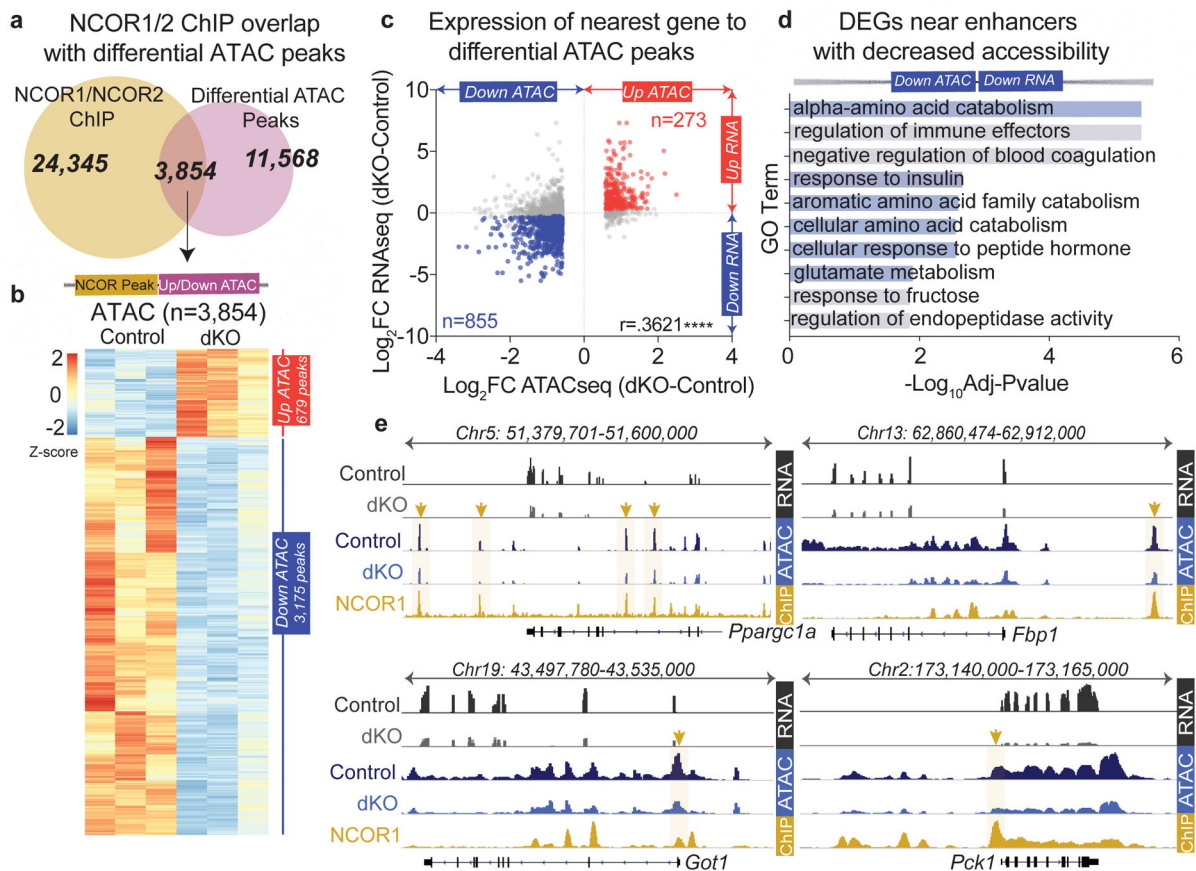 a
NCOR1/2 ChIP overlap
with differential ATAC peaks
NCOR1/NCOR2
ChIP
Differential ATAC
Peaks
24,345
3,854
11,568
NCOR Peak
Up/Down ATAC
b
ATAC (n=3,854)
Control
dKO
2
0
-2
Z-score
Up ATAC
679 peaks
Down ATAC
3,175 peaks
c
Expression of nearest gene to
differential ATAC peaks
Log2FC RNAseq (dKO-Control)
10
5
0
-5
-10
Down ATAC
Up ATAC
n=273
Up RNA
Down RNA
n=855
r=.3621****
-4
-2
0
2
4
Log2FC ATACseq (dKO-Control)
d
DEGs near enhancers
with decreased accessibility
Down ATAC
Down RNA
GO Term
alpha-amino acid catabolism
regulation of immune effectors
negative regulation of blood coagulation
response to insulin
aromatic amino acid family catabolism
cellular amino acid catabolism
cellular response to peptide hormone
glutamate metabolism
response to fructose
regulation of endopeptidase activity
0
2
4
6
-Log10Adj-Pvalue
e
Chr5: 51,379,701-51,600,000
Control
dKO
Control
dKO
NCOR1
RNA
ATAC
ChIP
Ppargc1a
Chr13: 62,860,474-62,912,000
RNA
ATAC
ChIP
Fbp1
Chr19: 43,497,780-43,535,000
Control
dKO
Control
dKO
NCOR1
RNA
ATAC
ChIP
Got1
Chr2:173,140,000-173,165,000
RNA
ATAC
ChIP
Pck1